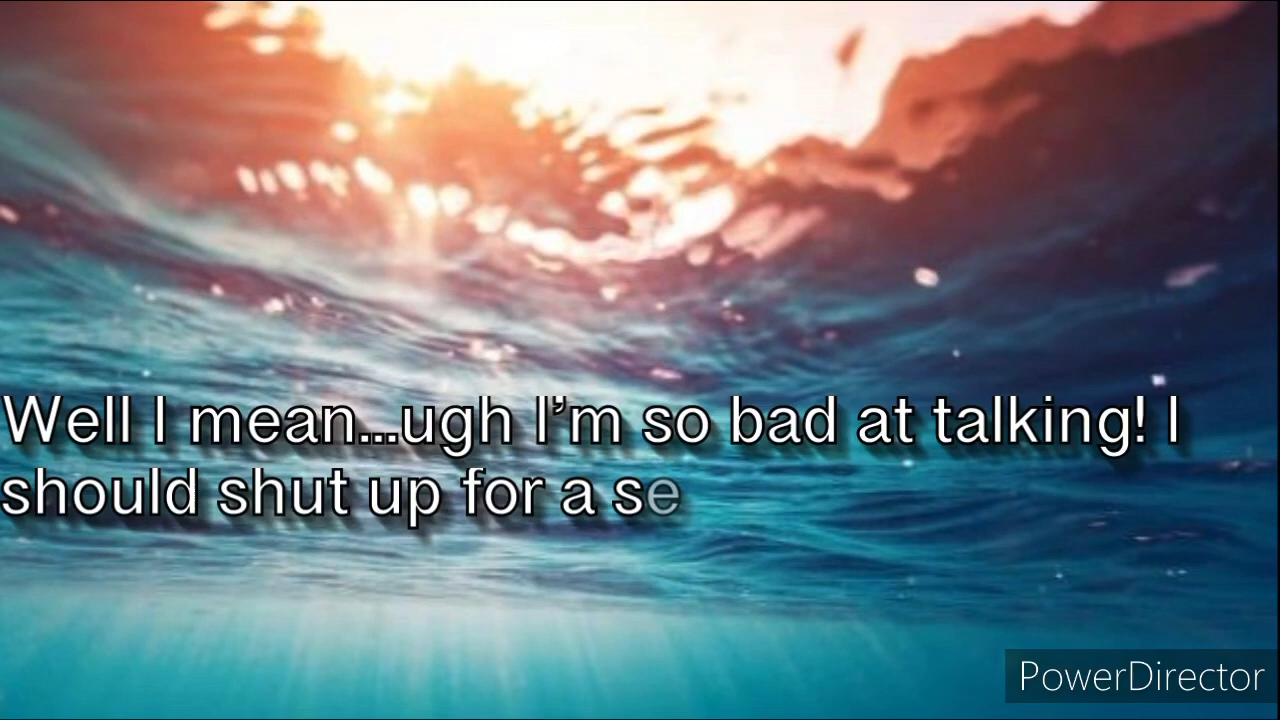 Well I mean...ugh I'm so bad at talking! I
should shut up for a se
PowerDirector